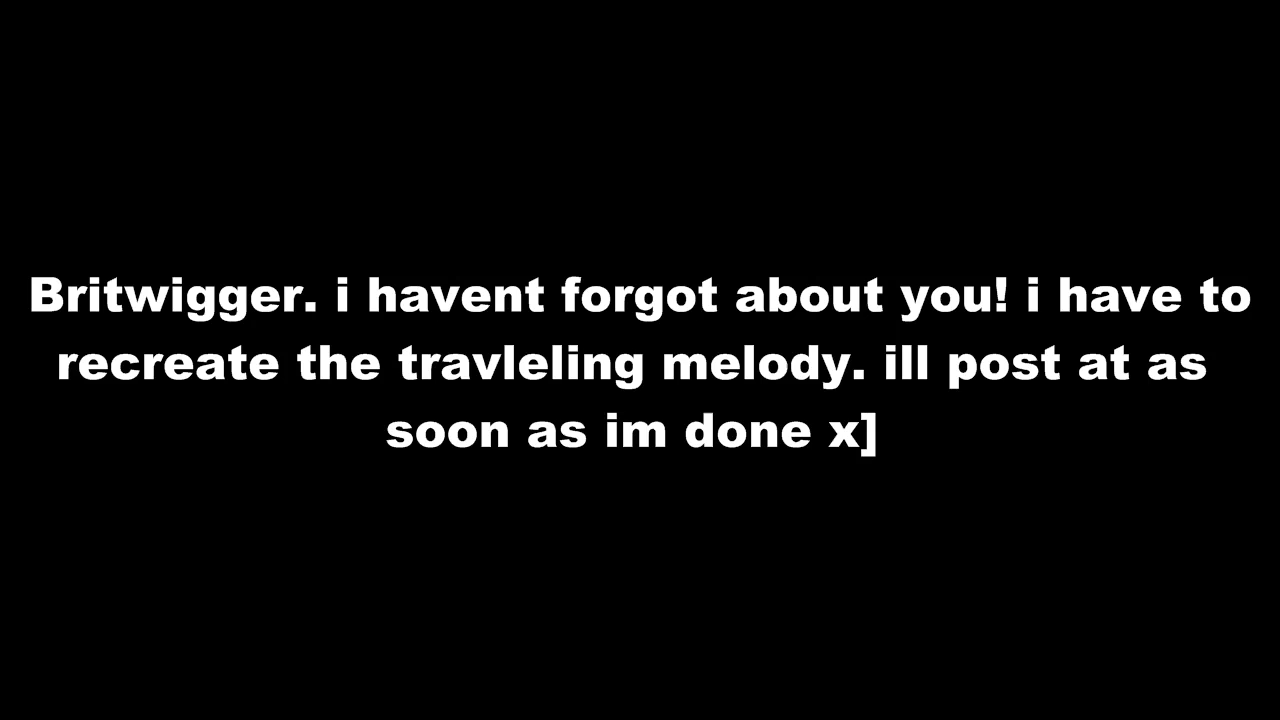 Britwigger. i havent forgot about you! i have to
recreate the travleling melody. ill post at as
soon as im done x]